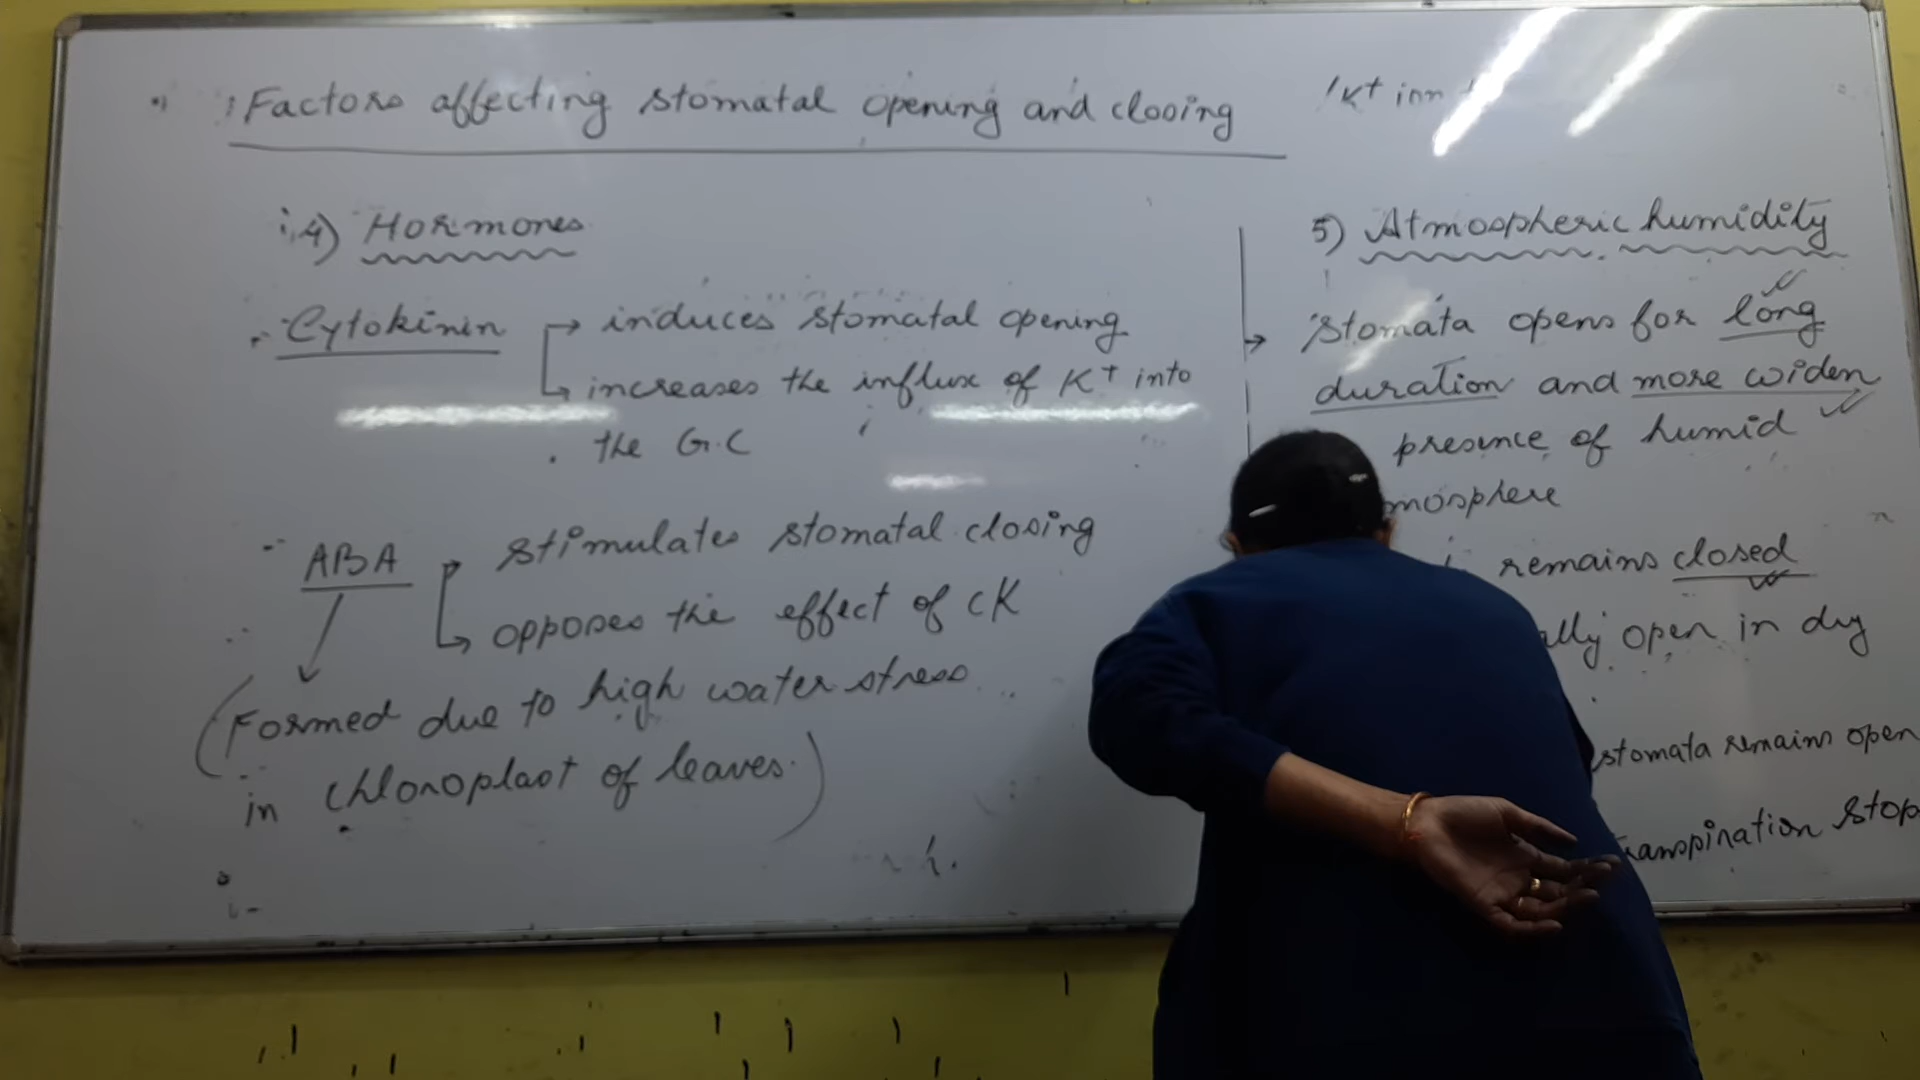 Factors affecting stomatal opening and closing
K+ ion
4) Hormones
Cytokinin → induces stomatal opening
↳ increases the influx of K+ into
the G.C
ABA → stimulates stomatal closing
↳ opposes the effect of CK
(Formed due to high water stress
in chloroplast of leaves.)
5) Atmospheric humidity
→ Stomata opens for long
duration and more widen
presence of humid
mosphere
remains closed
ally open in dry
stomata remains open
transpiration stop